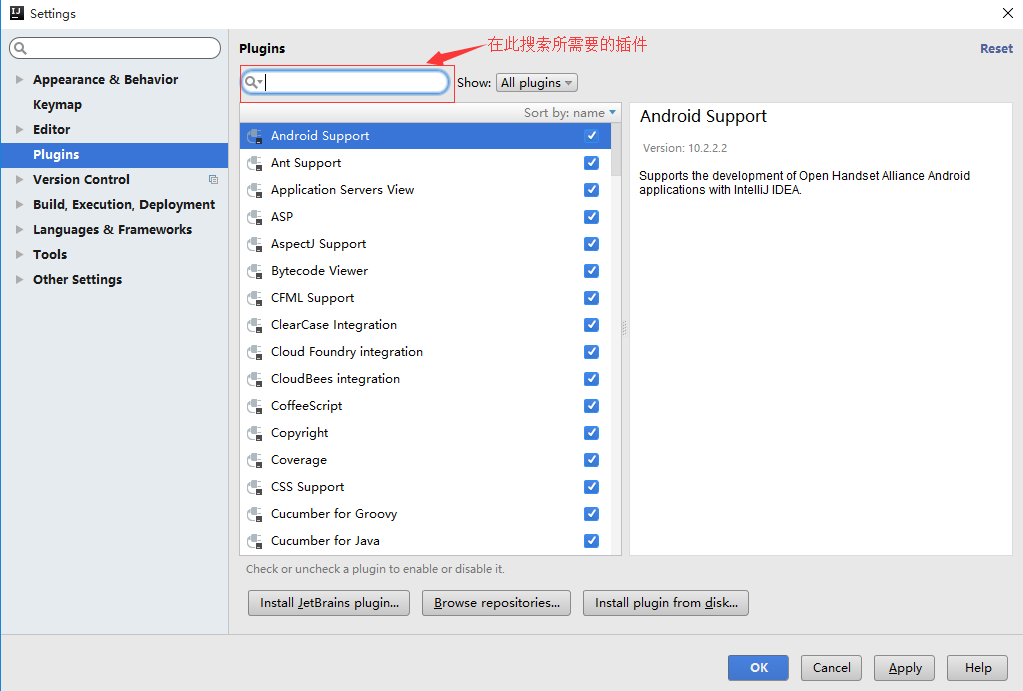 Settings
Plugins
在此搜索所需要的插件
Reset
Show: All plugins
Appearance & Behavior
Keymap
Editor
Plugins
Version Control
Build, Execution, Deployment
Languages & Frameworks
Tools
Other Settings
Sort by: name
Android Support
Ant Support
Application Servers View
ASP
AspectJ Support
Bytecode Viewer
CFML Support
ClearCase Integration
Cloud Foundry integration
CloudBees integration
CoffeeScript
Copyright
Coverage
CSS Support
Cucumber for Groovy
Cucumber for Java
Android Support
Version: 10.2.2.2
Supports the development of Open Handset Alliance Android
applications with IntelliJ IDEA.
Check or uncheck a plugin to enable or disable it.
Install JetBrains plugin... Browse repositories... Install plugin from disk...
OK Cancel Apply Help